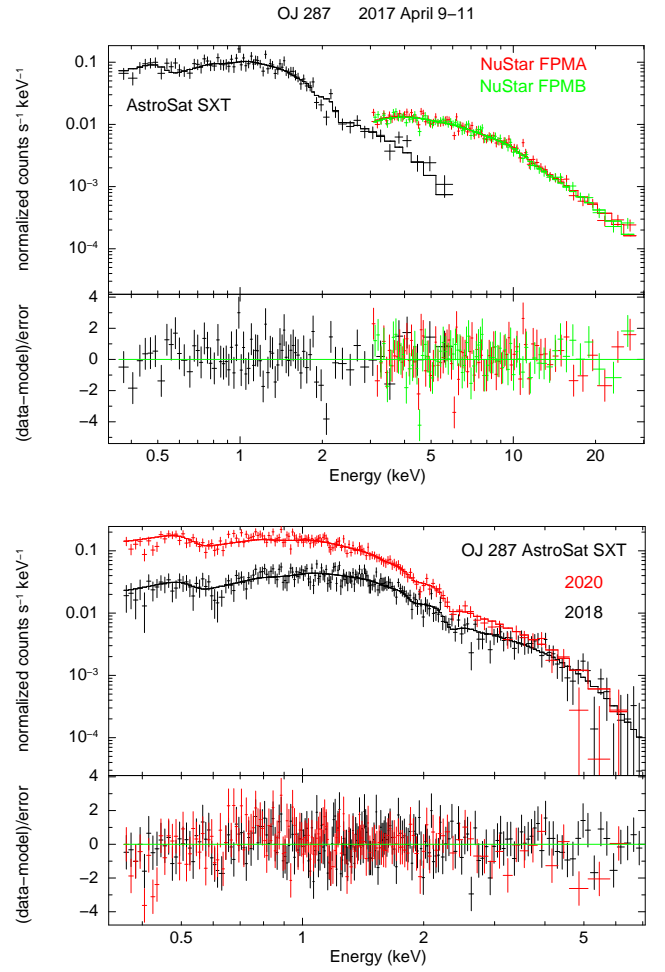 OJ 287 2017 April 9–11
0.1
NuStar FPMA
NuStar FPMB
AstroSat SXT
0.01
10⁻³
10⁻⁴
normalized counts s⁻¹ keV⁻¹
4
2
0
−2
−4
(data−model)/error
0.5 1 2 5 10 20
Energy (keV)
0.1
OJ 287 AstroSat SXT
2020
2018
0.01
10⁻³
10⁻⁴
normalized counts s⁻¹ keV⁻¹
4
2
0
−2
−4
(data−model)/error
0.5 1 2 5
Energy (keV)